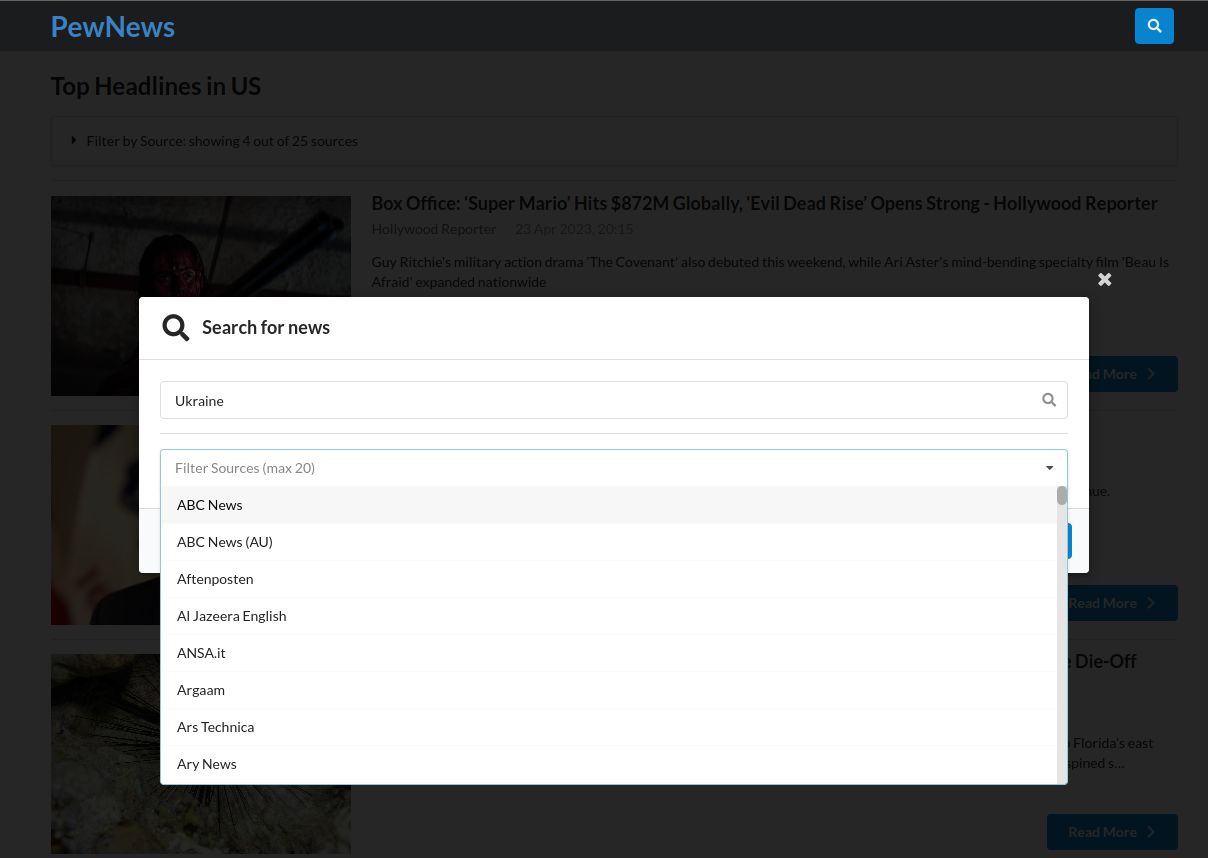 PewNews
Top Headlines in US
Filter by Source: showing 4 out of 25 sources
Box Office: ‘Super Mario’ Hits $872M Globally, ‘Evil Dead Rise’ Opens Strong - Hollywood Reporter
Hollywood Reporter 23 Apr 2023, 20:15
Guy Ritchie's military action drama 'The Covenant' also debuted this weekend, while Ari Aster's mind-bending specialty film 'Beau Is
Afraid' expanded nationwide
Search for news
More
Ukraine
Filter Sources (max 20)
ABC News
ABC News (AU)
Aftenposten
Al Jazeera English
ANSA.it
Argaam
Ars Technica
Ary News
Read More
Die-Off
Florida's east
spined s...
Read More